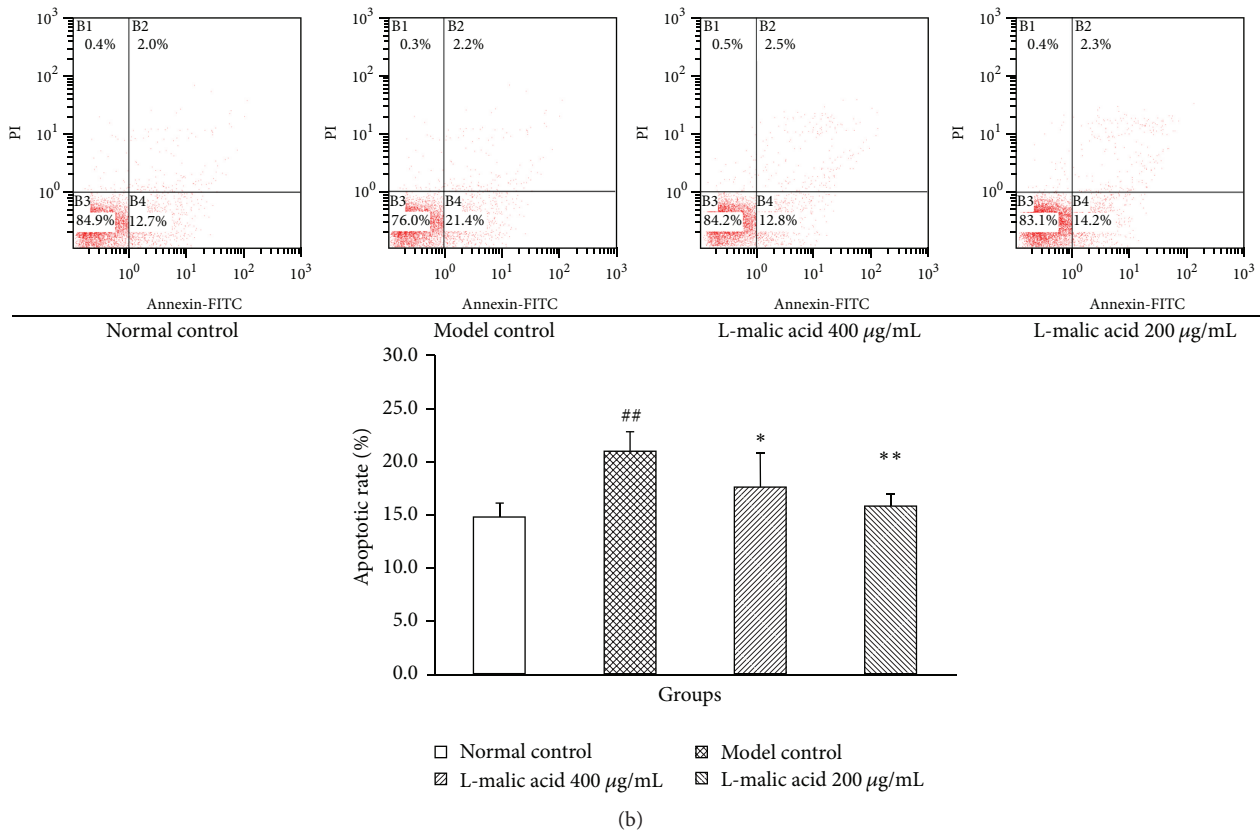 10³
10²
10¹
10⁰
PI
B1
0.4%
B2
2.0%
B3
84.9%
B4
12.7%
10⁰ 10¹ 10² 10³
Annexin-FITC
Normal control
10³
10²
10¹
10⁰
PI
B1
0.3%
B2
2.2%
B3
76.0%
B4
21.4%
10⁰ 10¹ 10² 10³
Annexin-FITC
Model control
10³
10²
10¹
10⁰
PI
B1
0.5%
B2
2.5%
B3
84.2%
B4
12.8%
10⁰ 10¹ 10² 10³
Annexin-FITC
L-malic acid 400 μg/mL
10³
10²
10¹
10⁰
PI
B1
0.4%
B2
2.3%
B3
83.1%
B4
14.2%
10⁰ 10¹ 10² 10³
Annexin-FITC
L-malic acid 200 μg/mL
30.0
25.0
20.0
15.0
10.0
5.0
0.0
Apoptotic rate (%)
##
*
**
Groups
Normal control
Model control
L-malic acid 400 μg/mL
L-malic acid 200 μg/mL
(b)